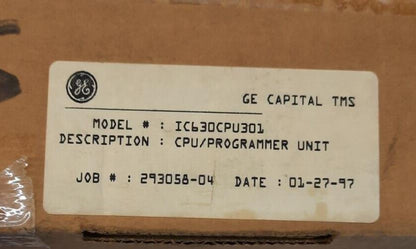 GE
GE CAPITAL TMS
MODEL # : IC630CPU301
DESCRIPTION : CPU/PROGRAMMER UNIT
JOB # : 293058-04 DATE : 01-27-97